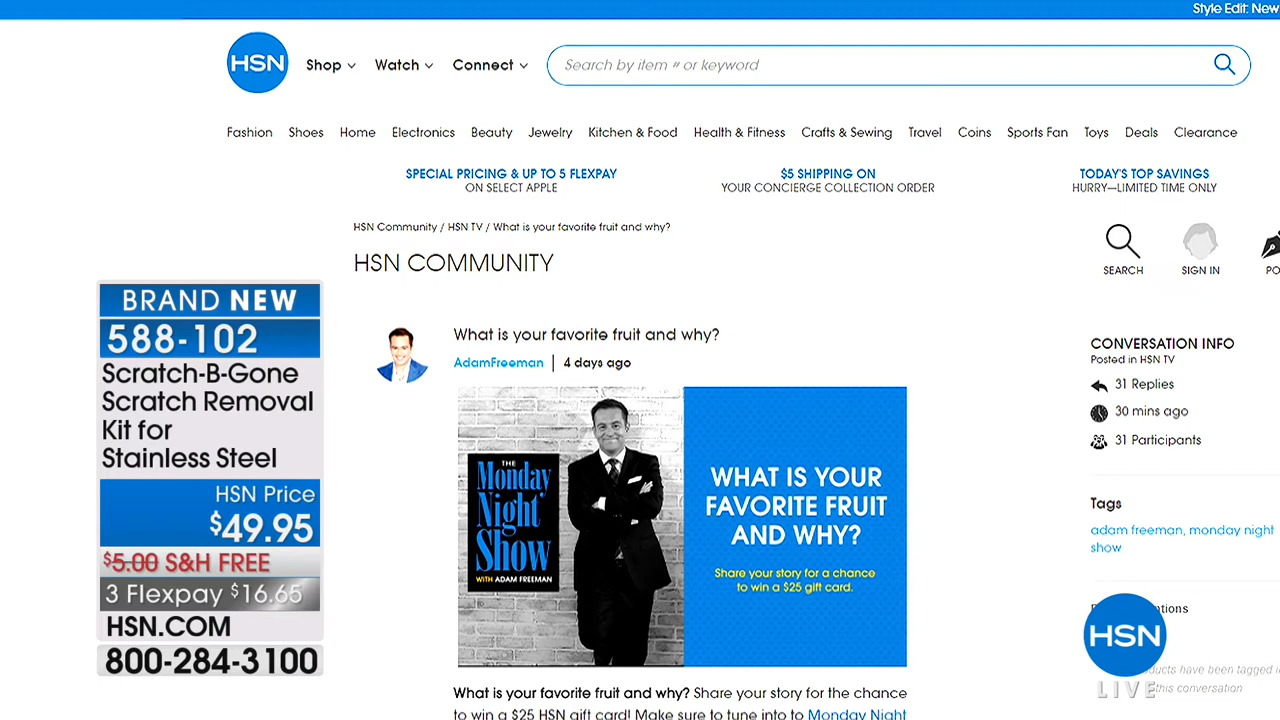 Style Edit: New
HSN
Shop
Watch
Connect
Search by item # or keyword
Fashion
Shoes
Home
Electronics
Beauty
Jewelry
Kitchen & Food
Health & Fitness
Crafts & Sewing
Travel
Coins
Sports Fan
Toys
Deals
Clearance
SPECIAL PRICING & UP TO 5 FLEXPAY
ON SELECT APPLE
$5 SHIPPING ON
YOUR CONCIERGE COLLECTION ORDER
TODAY'S TOP SAVINGS
HURRY—LIMITED TIME ONLY
HSN Community / HSN TV / What is your favorite fruit and why?
HSN COMMUNITY
SEARCH
SIGN IN
PO
BRAND NEW
588-102
Scratch-B-Gone
Scratch Removal
Kit for
Stainless Steel
HSN Price
$49.95
$5.00 S&H FREE
3 Flexpay $16.65
HSN.COM
800-284-3100
What is your favorite fruit and why?
AdamFreeman | 4 days ago
THE
Monday
Night
Show
WITH ADAM FREEMAN
WHAT IS YOUR
FAVORITE FRUIT
AND WHY?
Share your story for a chance
to win a $25 gift card.
What is your favorite fruit and why? Share your story for the chance
to win a $25 HSN gift card! Make sure to tune into to Monday Night
CONVERSATION INFO
Posted in HSN TV
31 Replies
30 mins ago
31 Participants
Tags
adam freeman, monday night
show
HSN
LIVE
have been tagged
this conversation